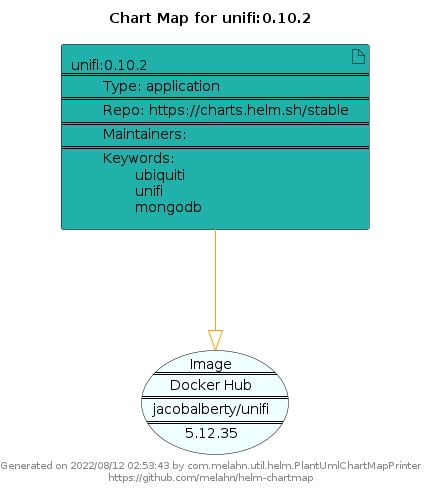 Chart Map for unifi:0.10.2
unifi:0.10.2
Type: application
Repo: https://charts.helm.sh/stable
Maintainers:
Keywords:
ubiquiti
unifi
mongodb
Image
Docker Hub
jacobalberty/unifi
5.12.35
Generated on 2022/08/12 02:53:43 by com.melahn.util.helm.PlantUmlChartMapPrinter
https://github.com/melahn/helm-chartmap